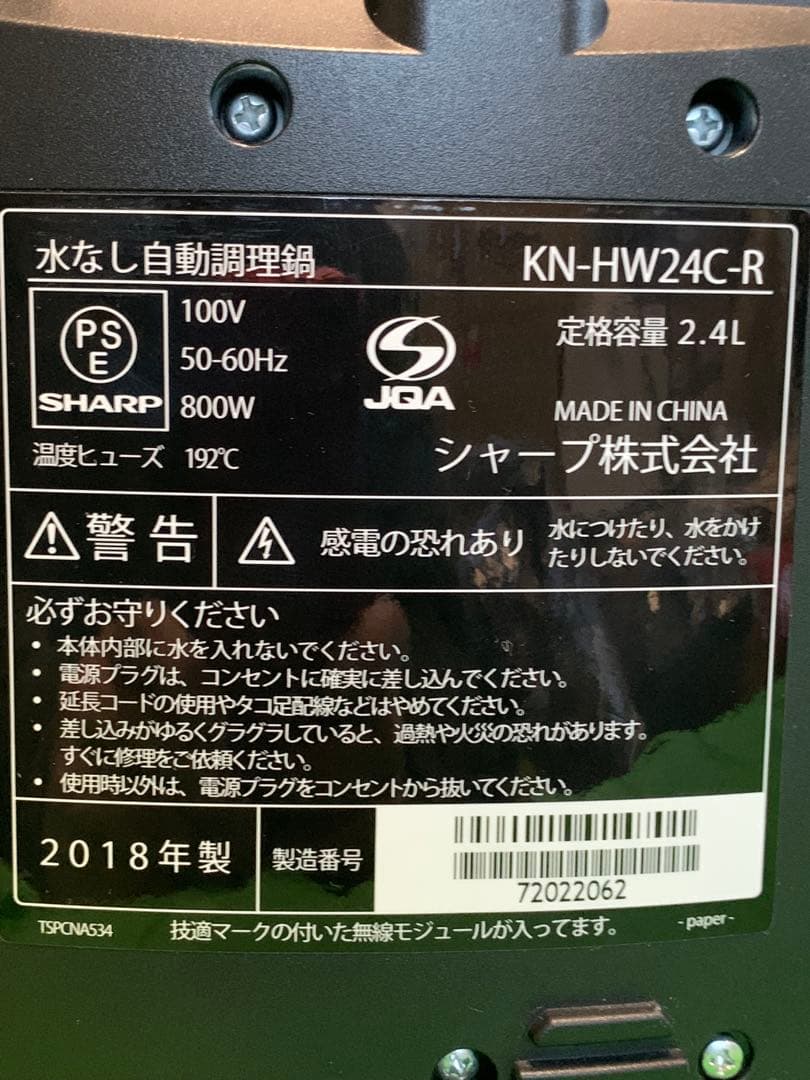 水なし自動調理鍋 KN-HW24C-R
PS
E
SHARP
100V
50-60Hz
800W
JQA
定格容量 2.4L
MADE IN CHINA
温度ヒューズ 192℃
シャープ株式会社
警告
感電の恐れあり
水につけたり、水をかけ
たりしないでください。
必ずお守りください
・本体内部に水を入れないでください。
・電源プラグは、コンセントに確実に差し込んでください。
・延長コードの使用やタコ足配線などはやめてください。
・差し込みがゆるくグラグラしていると、過熱や火災の恐れがあります。
すぐに修理をご依頼ください。
・使用時以外は、電源プラグをコンセントから抜いてください。
2018年製
製造番号
72022062
TSPCNA534
技適マークの付いた無線モジュールが入ってます。
-paper-